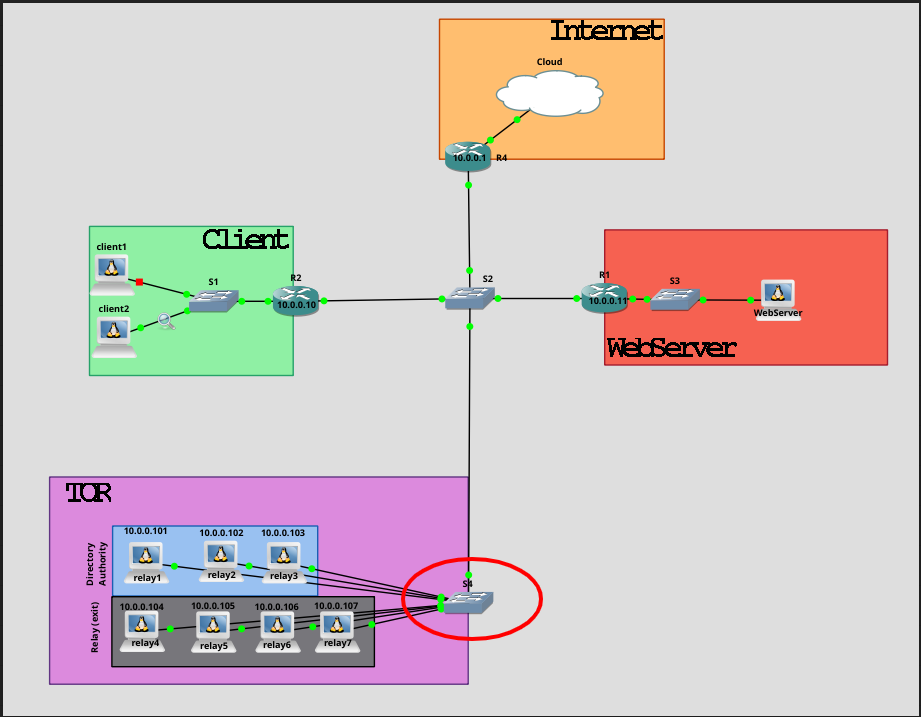 Internet
Cloud
10.0.0.1
R4
Client
client1
S1
R2
10.0.0.10
client2
S2
R1
10.0.0.11
S3
WebServer
WebServer
TOR
Directory
Authority
10.0.0.101
10.0.0.102
10.0.0.103
relay1
relay2
relay3
S4
Relay (exit)
10.0.0.104
10.0.0.105
10.0.0.106
10.0.0.107
relay4
relay5
relay6
relay7